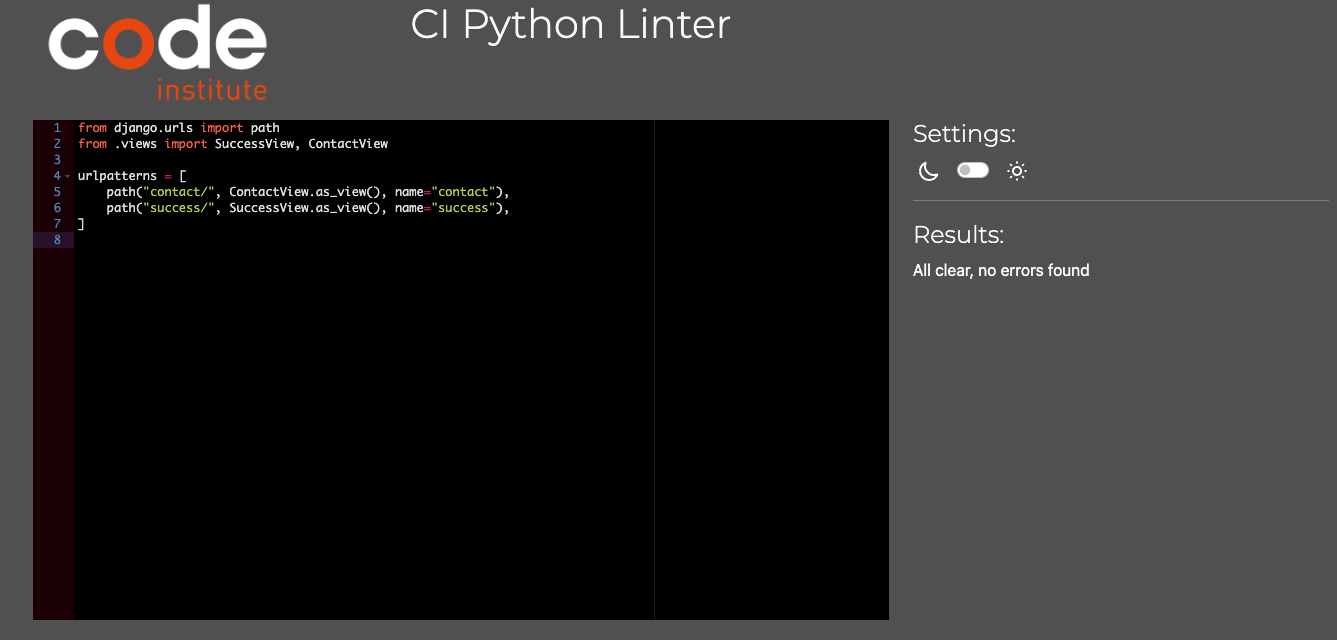 code
institute
CI Python Linter
1 from django.urls import path
2 from .views import SuccessView, ContactView
3
4 urlpatterns = [
5     path("contact/", ContactView.as_view(), name="contact"),
6     path("success/", SuccessView.as_view(), name="success"),
7 ]
8
Settings:
Results:
All clear, no errors found